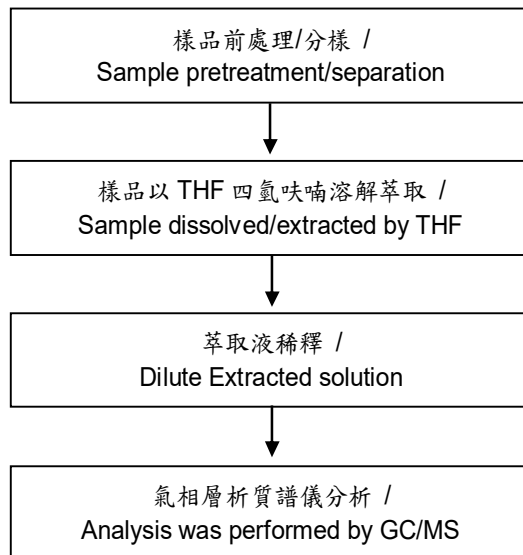 樣品前處理/分樣 /
Sample pretreatment/separation
樣品以 THF 四氫呋喃溶解萃取 /
Sample dissolved/extracted by THF
萃取液稀釋 /
Dilute Extracted solution
氣相層析質譜儀分析 /
Analysis was performed by GC/MS